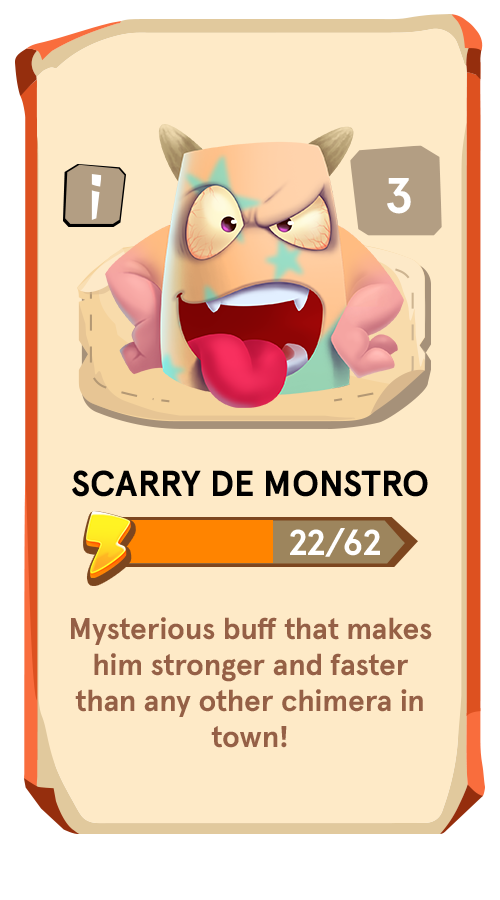 i
3
SCARRY DE MONSTRO
22/62
Mysterious buff that makes
him stronger and faster
than any other chimera in
town!